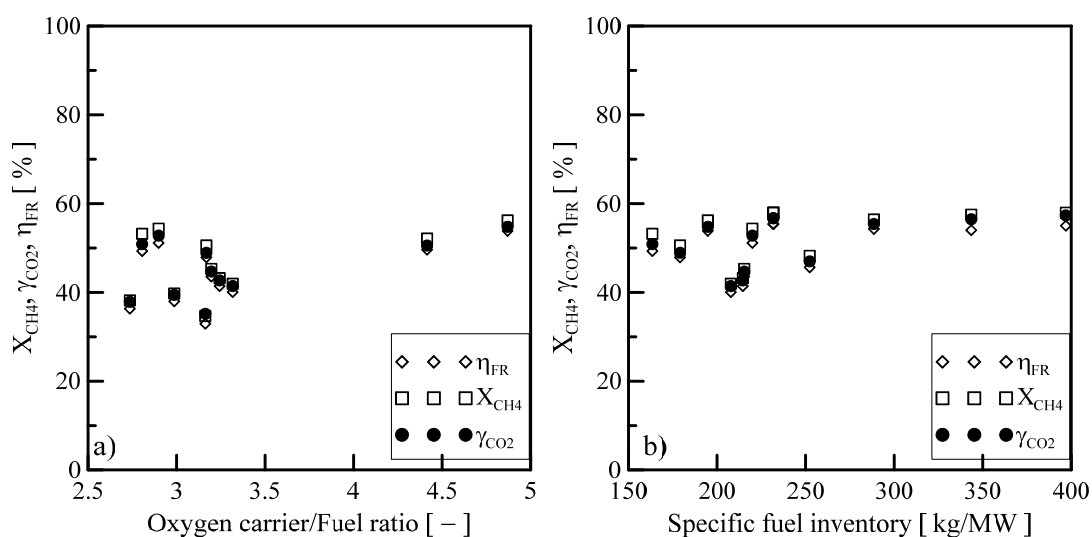 100
80
60
40
20
0
X_CH4, γ_CO2, η_FR [ % ]
2.5 3 3.5 4 4.5 5
Oxygen carrier/Fuel ratio [ − ]
a)
η_FR
X_CH4
γ_CO2
100
80
60
40
20
0
X_CH4, γ_CO2, η_FR [ % ]
150 200 250 300 350 400
Specific fuel inventory [ kg/MW ]
b)
η_FR
X_CH4
γ_CO2